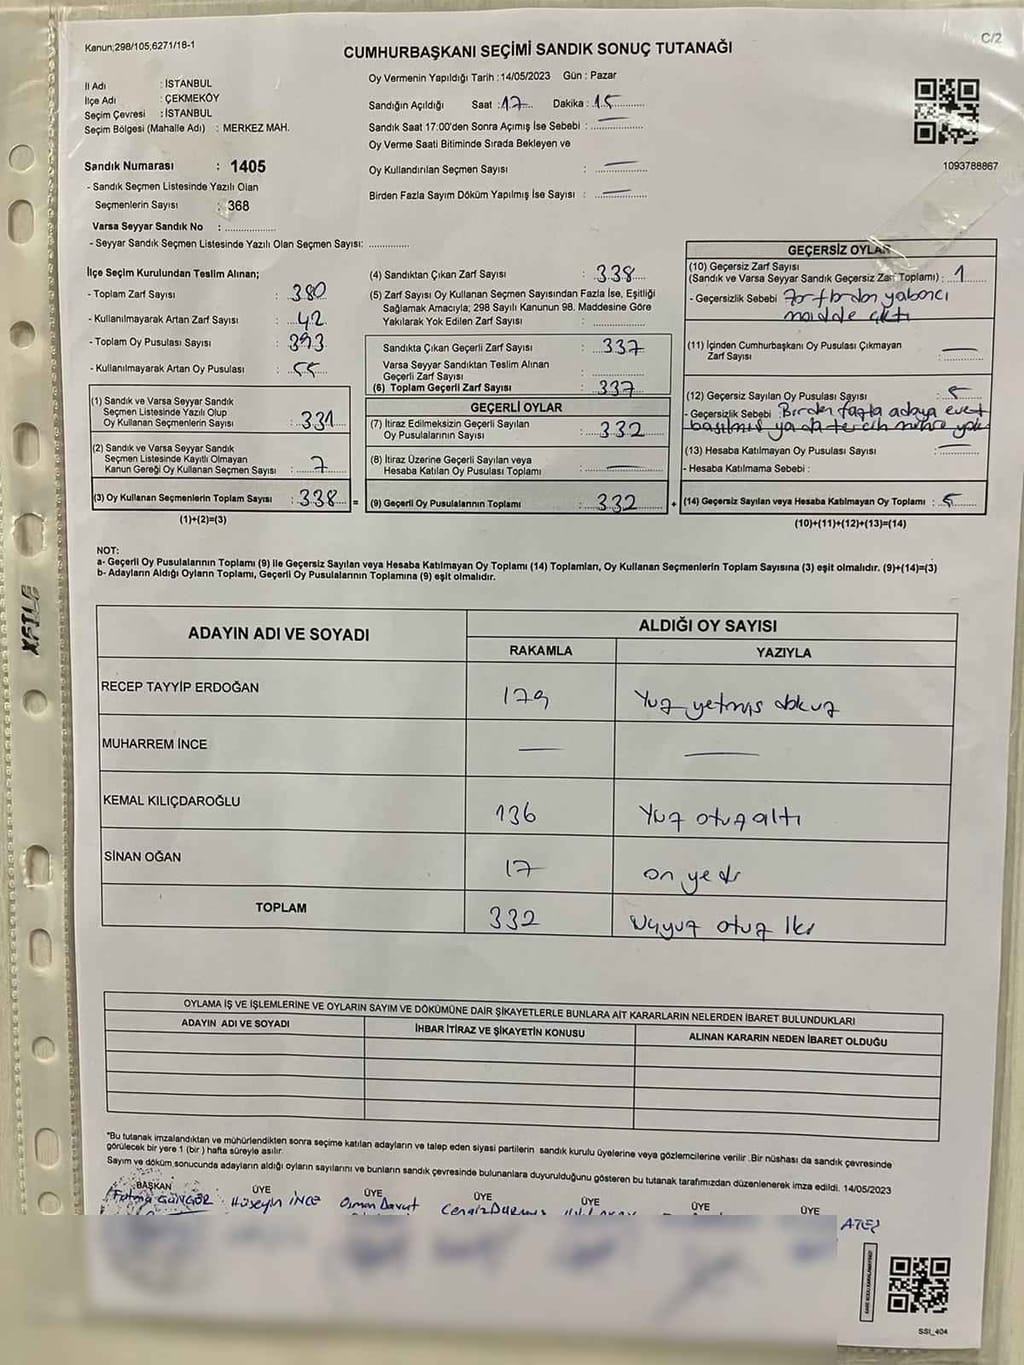 Kanun;298/105;6271/18-1
C/2
CUMHURBAŞKANI SEÇİMİ SANDIK SONUÇ TUTANAĞI
İl Adı : İSTANBUL
İlçe Adı : ÇEKMEKÖY
Seçim Çevresi : İSTANBUL
Seçim Bölgesi (Mahalle Adı) : MERKEZ MAH.
Sandık Numarası : 1405
- Sandık Seçmen Listesinde Yazılı Olan
Seçmenlerin Sayısı : 368
Varsa Seyyar Sandık No :
- Seyyar Sandık Seçmen Listesinde Yazılı Olan Seçmen Sayısı:
Oy Vermenin Yapıldığı Tarih :14/05/2023 Gün : Pazar
Sandığın Açıldığı Saat : 17 Dakika : 15
Sandık Saat 17:00'den Sonra Açımış İse Sebebi : —
Oy Verme Saati Bitiminde Sırada Bekleyen ve
Oy Kullandırılan Seçmen Sayısı : —
Birden Fazla Sayım Döküm Yapılmış İse Sayısı : —
1093788867
İlçe Seçim Kurulundan Teslim Alınan;
- Toplam Zarf Sayısı : 380
- Kullanılmayarak Artan Zarf Sayısı : 42
- Toplam Oy Pusulası Sayısı : 393
- Kullanılmayarak Artan Oy Pusulası : 55
(1) Sandık ve Varsa Seyyar Sandık
Seçmen Listesinde Yazılı Olup
Oy Kullanan Seçmenlerin Sayısı : 331
(2) Sandık ve Varsa Seyyar Sandık
Seçmen Listesinde Kayıtlı Olmayan
Kanun Gereği Oy Kullanan Seçmen Sayısı : 7
(3) Oy Kullanan Seçmenlerin Toplam Sayısı : 338 =
(1)+(2)=(3)
(4) Sandıktan Çıkan Zarf Sayısı : 338
(5) Zarf Sayısı Oy Kullanan Seçmen Sayısından Fazla İse, Eşitliği
Sağlamak Amacıyla; 298 Sayılı Kanunun 98. Maddesine Göre
Yakılarak Yok Edilen Zarf Sayısı :
Sandıkta Çıkan Geçerli Zarf Sayısı : 337
Varsa Seyyar Sandıktan Teslim Alınan
Geçerli Zarf Sayısı :
(6) Toplam Geçerli Zarf Sayısı : 337
GEÇERLİ OYLAR
(7) İtiraz Edilmeksizin Geçerli Sayılan
Oy Pusulalarının Sayısı : 332
(8) İtiraz Üzerine Geçerli Sayılan veya
Hesaba Katılan Oy Pusulası Toplamı : —
(9) Geçerli Oy Pusulalarının Toplamı : 332 +
GEÇERSİZ OYLAR
(10) Geçersiz Zarf Sayısı
(Sandık ve Varsa Seyyar Sandık Geçersiz Zarf Toplamı) : 1
- Geçersizlik Sebebi Zarfbrdan yabancı
madde çıktı
(11) İçinden Cumhurbaşkanı Oy Pusulası Çıkmayan
Zarf Sayısı : —
(12) Geçersiz Sayılan Oy Pusulası Sayısı : 5
- Geçersizlik Sebebi Birden fazla adaya evet
basılmış ya da tercih mührü yok
(13) Hesaba Katılmayan Oy Pusulası Sayısı : —
- Hesaba Katılmama Sebebi :
(14) Geçersiz Sayılan veya Hesaba Katılmayan Oy Toplamı : 5
(10)+(11)+(12)+(13)=(14)
NOT:
a- Geçerli Oy Pusulalarının Toplamı (9) ile Geçersiz Sayılan veya Hesaba Katılmayan Oy Toplamı (14) Toplamları, Oy Kullanan Seçmenlerin Toplam Sayısına (3) eşit olmalıdır. (9)+(14)=(3)
b- Adayların Aldığı Oyların Toplamı, Geçerli Oy Pusulalarının Toplamına (9) eşit olmalıdır.
XFILE
ADAYIN ADI VE SOYADI ALDIĞI OY SAYISI
RAKAMLA YAZIYLA
RECEP TAYYİP ERDOĞAN 179 Yüz yetmiş dokuz
MUHARREM İNCE — —
KEMAL KILIÇDAROĞLU 136 Yüz otuz altı
SİNAN OĞAN 17 on yedi
TOPLAM 332 Üçyüz otuz iki
OYLAMA İŞ VE İŞLEMLERİNE VE OYLARIN SAYIM VE DÖKÜMÜNE DAİR ŞİKAYETLERLE BUNLARA AİT KARARLARIN NELERDEN İBARET BULUNDUKLARI
ADAYIN ADI VE SOYADI İHBAR İTİRAZ VE ŞİKAYETİN KONUSU ALINAN KARARIN NEDEN İBARET OLDUĞU
*Bu tutanak imzalandıktan ve mühürlendikten sonra seçime katılan adayların ve talep eden siyasi partilerin sandık kurulu üyelerine veya gözlemcilerine verilir .Bir nüshası da sandık çevresinde
görülecek bir yere 1 (bir ) hafta süreyle asılır.
Sayım ve döküm sonucunda adayların aldığı oyların sayılarını ve bunların sandık çevresinde bulunanlara duyurulduğunu gösteren bu tutanak tarafımızdan düzenlenerek imza edildi. 14/05/2023
BAŞKAN ÜYE ÜYE ÜYE ÜYE ÜYE ÜYE
Fatma GÜNGÖR Hüseyin İNCE Osman Davut Cengiz Durmuş ATEŞ
SSI_404